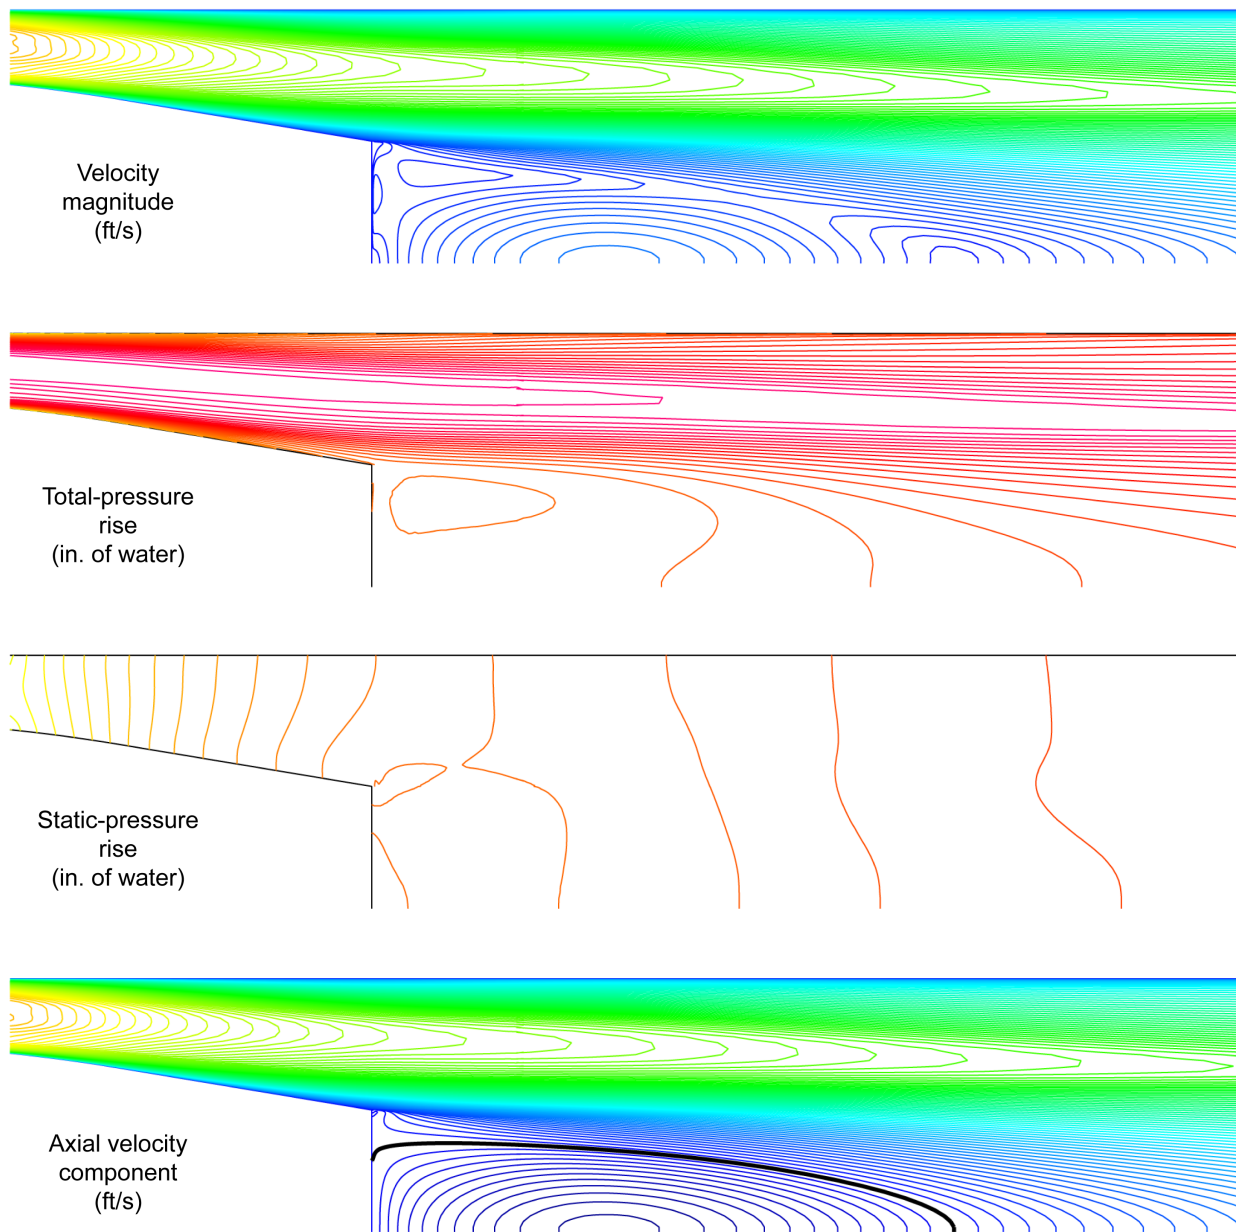 Velocity
magnitude
(ft/s)
Total-pressure
rise
(in. of water)
Static-pressure
rise
(in. of water)
Axial velocity
component
(ft/s)